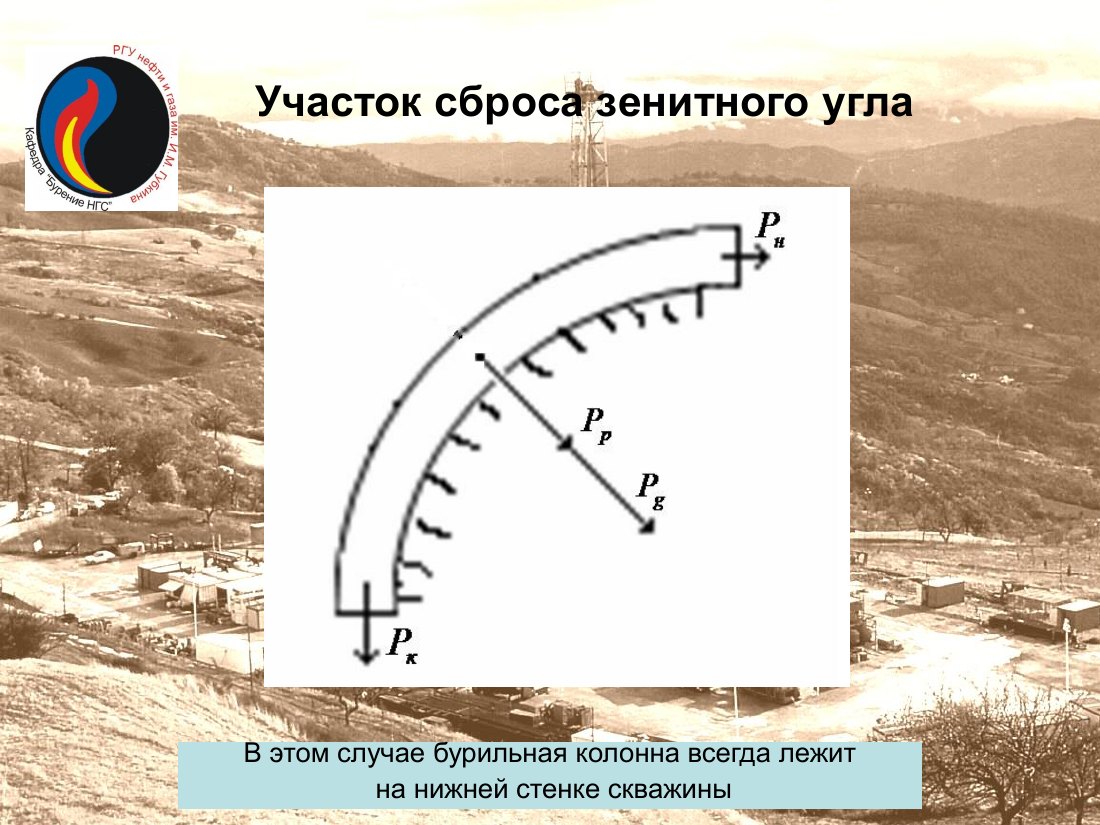 РГУ нефти и газа им. И.М. Губкина
Кафедра "Бурение НГС"
Участок сброса зенитного угла
Pн
Pр
Pg
Pк
В этом случае бурильная колонна всегда лежит
на нижней стенке скважины